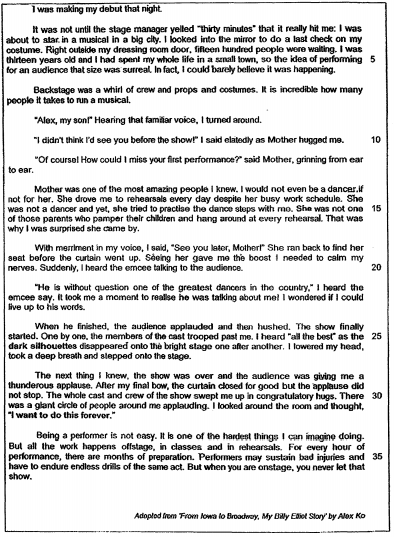 I was making my debut that night.
It was not until the stage manager yelled "thirty minutes" that it really hit me: I was
about to star in a musical in a big city. I looked into the mirror to do a last check on my
costume. Right outside my dressing room door, fifteen hundred people were waiting. I was
thirteen years old and I had spent my whole life in a small town, so the idea of performing 5
for an audience that size was surreal. In fact, I could barely believe it was happening.
Backstage was a whirl of crew and props and costumes. It is incredible how many
people it takes to run a musical.
"Alex, my son!" Hearing that familiar voice, I turned around.
"I didn't think I'd see you before the show!" I said elatedly as Mother hugged me. 10
"Of course! How could I miss your first performance?" said Mother, grinning from ear
to ear.
Mother was one of the most amazing people I knew. I would not even be a dancer if
not for her. She drove me to rehearsals every day despite her busy work schedule. She
was not a dancer and yet, she tried to practise the dance steps with me. She was not one 15
of those parents who pamper their children and hang around at every rehearsal. That was
why I was surprised she came by.
With merriment in my voice, I said, "See you later, Mother!" She ran back to find her
seat before the curtain went up. Seeing her gave me the boost I needed to calm my
nerves. Suddenly, I heard the emcee talking to the audience. 20
"He is without question one of the greatest dancers in the country," I heard the
emcee say. It took me a moment to realise he was talking about me! I wondered if I could
live up to his words.
When he finished, the audience applauded and then hushed. The show finally
started. One by one, the members of the cast trooped past me. I heard "all the best" as the 25
dark silhouettes disappeared onto the bright stage one after another. I lowered my head,
took a deep breath and stepped onto the stage.
The next thing I knew, the show was over and the audience was giving me a
thunderous applause. After my final bow, the curtain closed for good but the applause did
not stop. The whole cast and crew of the show swept me up in congratulatory hugs. There 30
was a giant circle of people around me applauding. I looked around the room and thought,
"I want to do this forever."
Being a performer is not easy. It is one of the hardest things I can imagine doing.
But all the work happens offstage, in classes and in rehearsals. For every hour of
performance, there are months of preparation. Performers may sustain bad injuries and 35
have to endure endless drills of the same act. But when you are onstage, you never let that
show.
Adapted from 'From Iowa to Broadway, My Billy Elliot Story' by Alex Ko